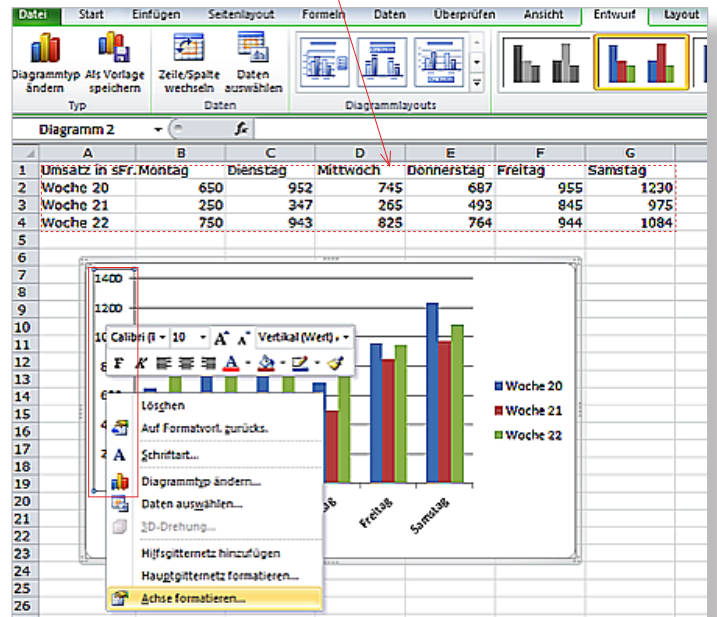 Datei Start Einfügen Seitenlayout Formeln Daten Überprüfen Ansicht Entwurf Layout
Diagrammtyp ändern
Als Vorlage speichern
Zeile/Spalte wechseln
Daten auswählen
Typ Daten Diagrammlayouts
Diagramm 2 fx
A B C D E F G
1 Umsatz in sFr. Montag Dienstag Mittwoch Donnerstag Freitag Samstag
2 Woche 20 650 952 745 687 955 1230
3 Woche 21 250 347 265 493 845 975
4 Woche 22 750 943 825 764 944 1084
5
6
7
8
9
10
11
12
13
14
15
16
17
18
19
20
21
22
23
24
25
26
1400
1200
Calibri (T 10 A A Vertikal (Wert)
F K A
Löschen
Auf Formatvorl. zurücks.
Schriftart...
Diagrammtyp ändern...
Daten auswählen...
3D-Drehung...
Hilfsgitternetz hinzufügen
Hauptgitternetz formatieren...
Achse formatieren...
Freitag
Samstag
Woche 20
Woche 21
Woche 22